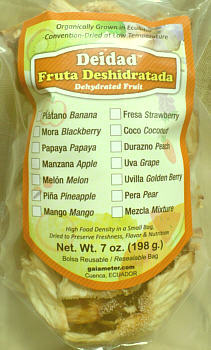 Organically Grown in Ecuador
Convention-Dried at Low Temperature
Deidad
Fruta Deshidratada
Dehydrated Fruit
Plátano Banana
Fresa Strawberry
Mora Blackberry
Coco Coconut
Papaya Papaya
Durazno Peach
Manzana Apple
Uva Grape
Melón Melon
Uvilla Golden Berry
Piña Pineapple
Pera Pear
Mango Mango
Mezcla Mixture
High Food Density in a Small Bag,
Dried to Preserve Freshness, Flavor & Nutrition
Net. Wt. 7 oz. (198 g.)
Bolsa Reusable / Resealable Bag
gaiameter.com
Cuenca, ECUADOR